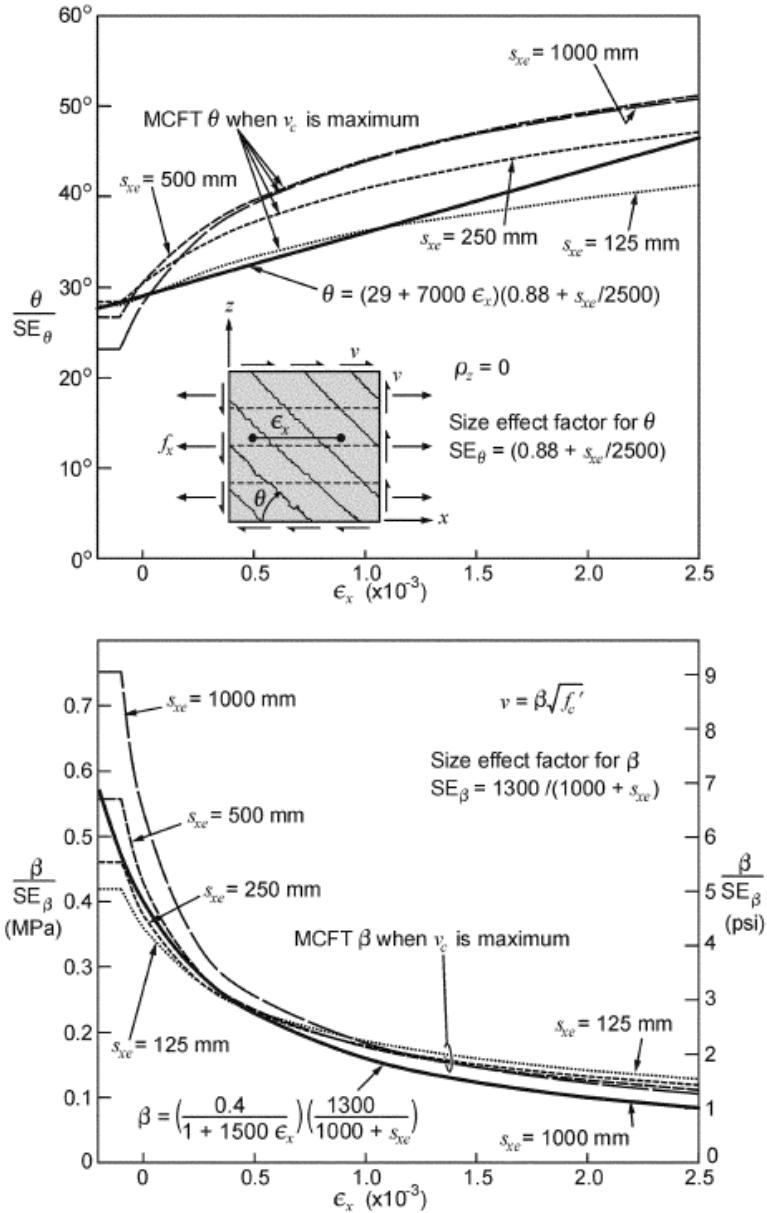 60°
50°
40°
30°
20°
10°
0°
θ
SE_θ
s_xe = 1000 mm
MCFT θ when v_c is maximum
s_xe = 500 mm
s_xe = 250 mm
s_xe = 125 mm
θ = (29 + 7000 ϵ_x)(0.88 + s_xe/2500)
z
v
v
ρ_z = 0
ϵ_x
f_x
Size effect factor for θ
SE_θ = (0.88 + s_xe/2500)
θ
x
0
0.5
1.0
1.5
2.0
2.5
ϵ_x (x10⁻³)
0.7
0.6
0.5
0.4
0.3
0.2
0.1
0
β
SE_β
(MPa)
s_xe = 1000 mm
v = β√f_c'
Size effect factor for β
SE_β = 1300 /(1000 + s_xe)
s_xe = 500 mm
s_xe = 250 mm
MCFT β when v_c is maximum
s_xe = 125 mm
s_xe = 125 mm
β = (0.4 / 1 + 1500 ϵ_x) (1300 / 1000 + s_xe)
s_xe = 1000 mm
9
8
7
6
5
4
3
2
1
0
β
SE_β
(psi)
0
0.5
1.0
1.5
2.0
2.5
ϵ_x (x10⁻³)